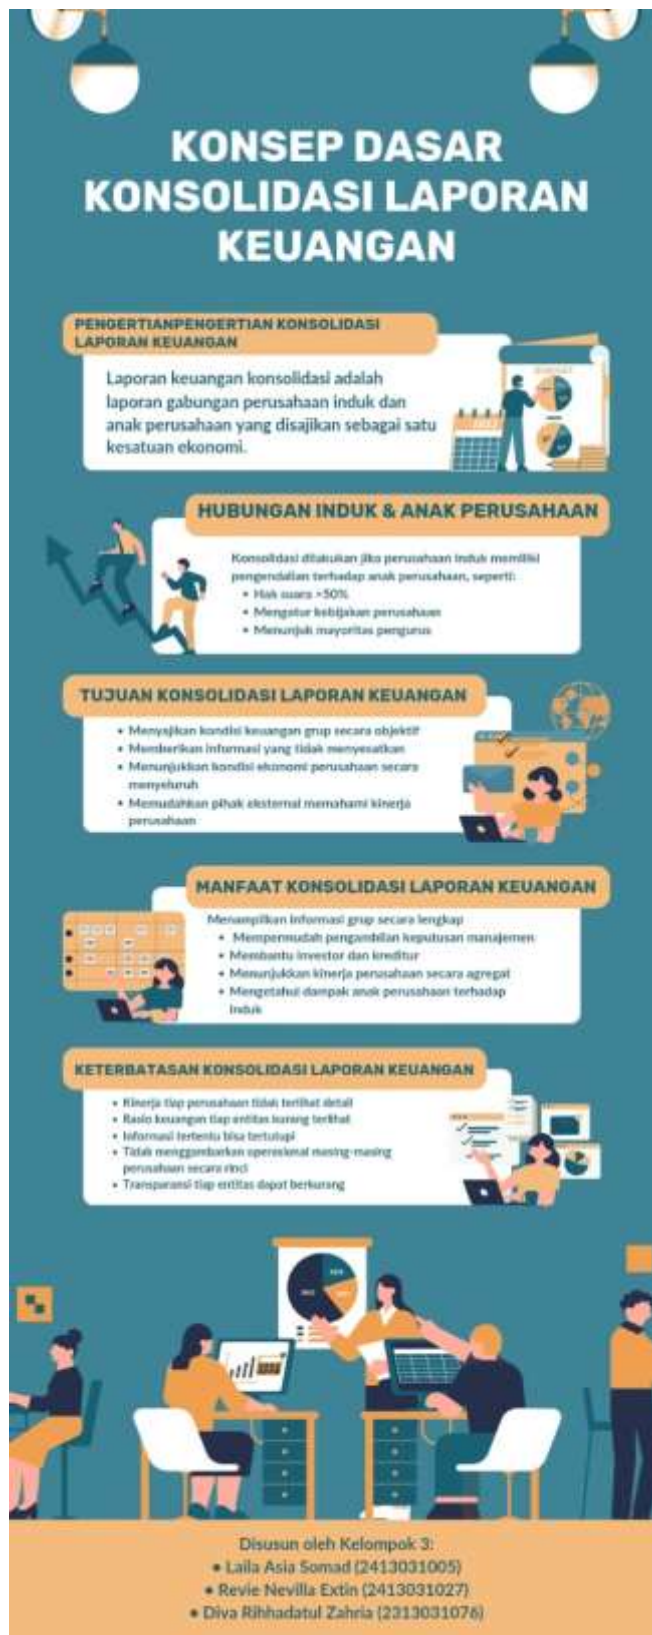 KONSEP DASAR
KONSOLIDASI LAPORAN
KEUANGAN
PENGERTIANPENGERTIAN KONSOLIDASI
LAPORAN KEUANGAN
Laporan keuangan konsolidasi adalah
laporan gabungan perusahaan induk dan
anak perusahaan yang disajikan sebagai satu
kesatuan ekonomi.
HUBUNGAN INDUK & ANAK PERUSAHAAN
Konsolidasi dilakukan jika perusahaan induk memiliki
pengendalian terhadap anak perusahaan, seperti:
• Hak suara >50%
• Mengatur kebijakan perusahaan
• Menunjuk mayoritas pengurus
TUJUAN KONSOLIDASI LAPORAN KEUANGAN
• Menyajikan kondisi keuangan grup secara objektif
• Memberikan informasi yang tidak menyesatkan
• Menunjukkan kondisi ekonomi perusahaan secara
menyeluruh
• Memudahkan pihak eksternal memahami kinerja
perusahaan
MANFAAT KONSOLIDASI LAPORAN KEUANGAN
Menampilkan informasi grup secara lengkap
• Mempermudah pengambilan keputusan manajemen
• Membantu investor dan kreditur
• Menunjukkan kinerja perusahaan secara agregat
• Mengetahui dampak anak perusahaan terhadap
induk
KETERBATASAN KONSOLIDASI LAPORAN KEUANGAN
• Kinerja tiap perusahaan tidak terlihat detail
• Rasio keuangan tiap entitas kurang terlihat
• Informasi tertentu bisa tertutupi
• Tidak menggambarkan operasional masing-masing
perusahaan secara rinci
• Transparansi tiap entitas dapat berkurang
Disusun oleh Kelompok 3:
• Laila Asia Somad (2413031005)
• Revie Nevilla Extin (2413031027)
• Diva Rihhadatul Zahria (2313031076)